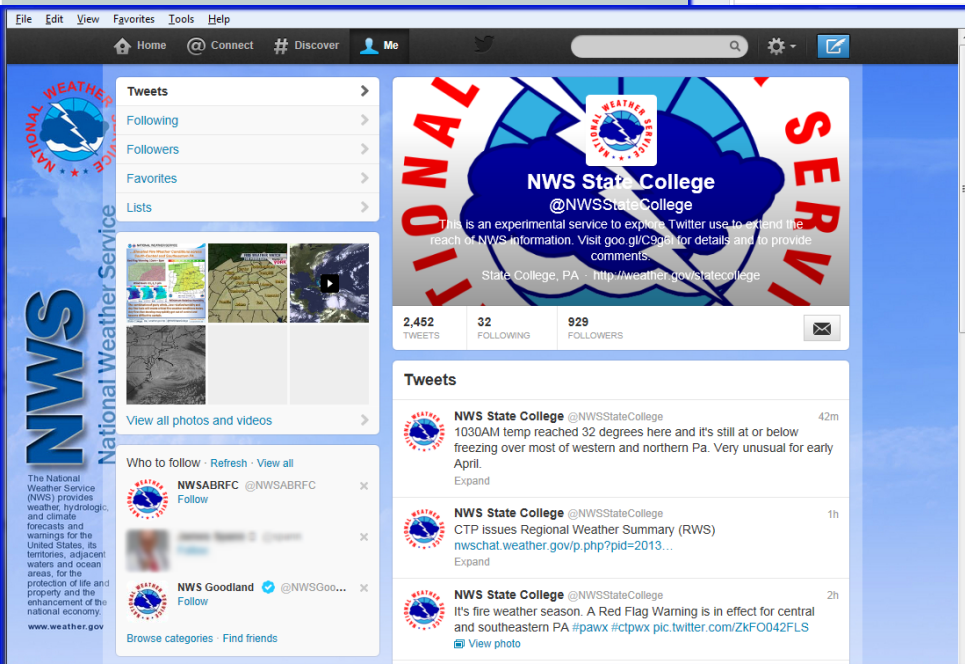 File Edit View Favorites Tools Help
Home Connect Discover Me
NATIONAL WEATHER SERVICE
NWS
National Weather Service
The National
Weather Service
(NWS) provides
weather, hydrologic,
and climate
forecasts and
warnings for the
United States, its
territories, adjacent
waters and ocean
areas, for the
protection of life and
property and the
enhancement of the
national economy.
www.weather.gov
Tweets
Following
Followers
Favorites
Lists
View all photos and videos
Who to follow · Refresh · View all
NWSABRFC @NWSABRFC
Follow
NWS Goodland @NWSGoo...
Follow
Browse categories · Find friends
NATIONAL WEATHER SERVICE
NWS State College
@NWSStateCollege
This is an experimental service to explore Twitter use to extend the
reach of NWS information. Visit goo.gl/C9g6l for details and to provide
comments.
State College, PA · http://weather.gov/statecollege
2,452 32 929
TWEETS FOLLOWING FOLLOWERS
Tweets
NWS State College @NWSStateCollege 42m
1030AM temp reached 32 degrees here and it's still at or below
freezing over most of western and northern Pa. Very unusual for early
April.
Expand
NWS State College @NWSStateCollege 1h
CTP issues Regional Weather Summary (RWS)
nwschat.weather.gov/p.php?pid=2013...
Expand
NWS State College @NWSStateCollege 2h
It's fire weather season. A Red Flag Warning is in effect for central
and southeastern PA #pawx #ctpwx pic.twitter.com/ZkFO042FLS
View photo